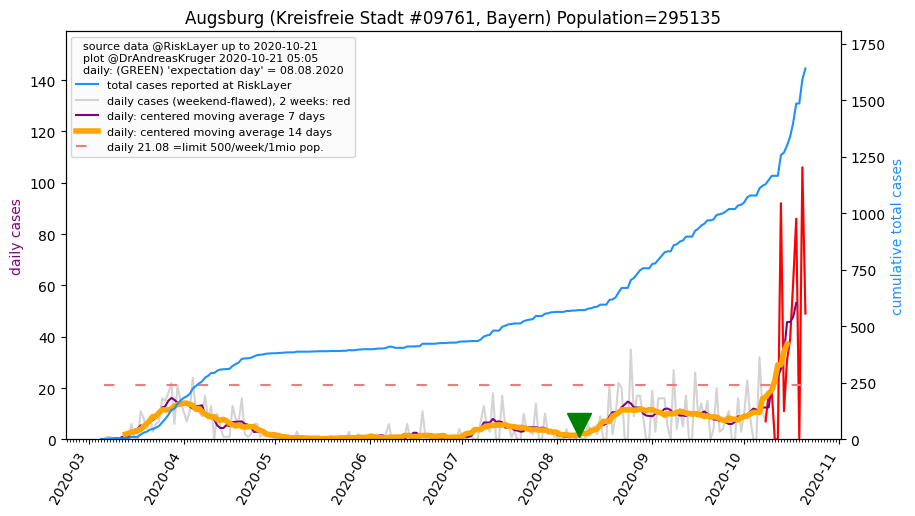 Augsburg (Kreisfreie Stadt #09761, Bayern) Population=295135
source data @RiskLayer up to 2020-10-21
plot @DrAndreasKruger 2020-10-21 05:05
daily: (GREEN) 'expectation day' = 08.08.2020
total cases reported at RiskLayer
daily cases (weekend-flawed), 2 weeks: red
daily: centered moving average 7 days
daily: centered moving average 14 days
daily 21.08 =limit 500/week/1mio pop.
daily cases
140
120
100
80
60
40
20
0
cumulative total cases
1750
1500
1250
1000
750
500
250
0
2020-03
2020-04
2020-05
2020-06
2020-07
2020-08
2020-09
2020-10
2020-11